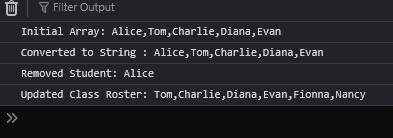 Filter Output
Initial Array: Alice,Tom,Charlie,Diana,Evan
Converted to String : Alice,Tom,Charlie,Diana,Evan
Removed Student: Alice
Updated Class Roster: Tom,Charlie,Diana,Evan,Fionna,Nancy